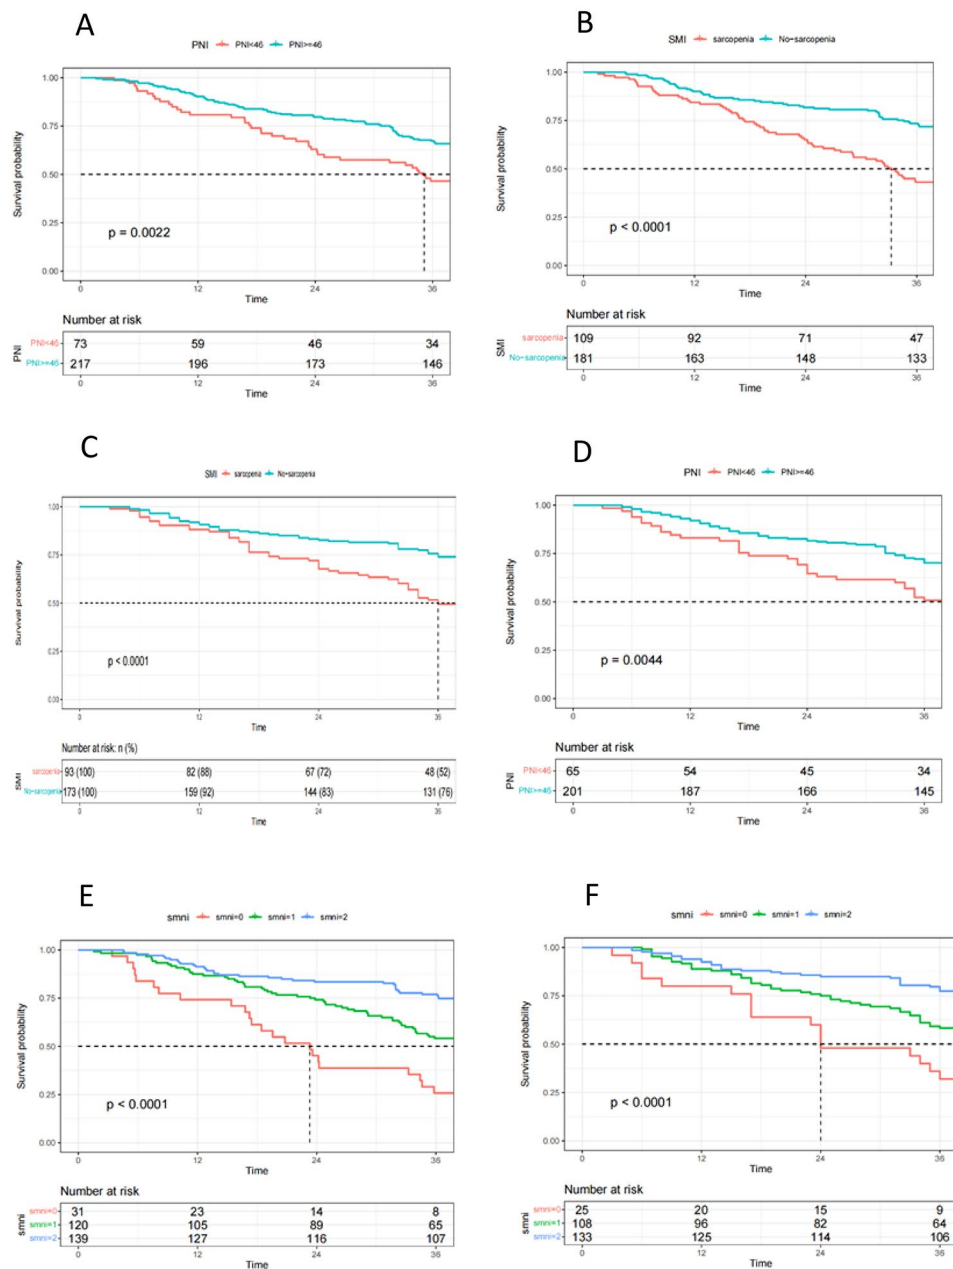 A
PNI PNI<46 PNI>=46
1.00
0.75
0.50
0.25
0.00
Survival probability
p = 0.0022
0 12 24 36
Time
Number at risk
PNI
PNI<46 73 59 46 34
PNI>=46 217 196 173 146
0 12 24 36
Time
B
SMI sarcopenia No-sarcopenia
1.00
0.75
0.50
0.25
0.00
Survival probability
p < 0.0001
0 12 24 36
Time
Number at risk
SMI
sarcopenia 109 92 71 47
No-sarcopenia 181 163 148 133
0 12 24 36
Time
C
SMI sarcopenia No-sarcopenia
1.00
0.75
0.50
0.25
0.00
Survival probability
p < 0.0001
0 12 24 36
Time
Number at risk: n (%)
SMI
sarcopenia 93 (100) 82 (88) 67 (72) 48 (52)
No-sarcopenia 173 (100) 159 (92) 144 (83) 131 (76)
0 12 24 36
Time
D
PNI PNI<46 PNI>=46
1.00
0.75
0.50
0.25
0.00
Survival probability
p = 0.0044
0 12 24 36
Time
Number at risk
PNI
PNI<46 65 54 45 34
PNI>=46 201 187 166 145
0 12 24 36
Time
E
smni smni=0 smni=1 smni=2
1.00
0.75
0.50
0.25
0.00
Survival probability
p < 0.0001
0 12 24 36
Time
Number at risk
smni
smni=0 31 23 14 8
smni=1 120 105 89 65
smni=2 139 127 116 107
0 12 24 36
Time
F
smni smni=0 smni=1 smni=2
1.00
0.75
0.50
0.25
0.00
Survival probability
p < 0.0001
0 12 24 36
Time
Number at risk
smni
smni=0 25 20 15 9
smni=1 108 96 82 64
smni=2 133 125 114 106
0 12 24 36
Time